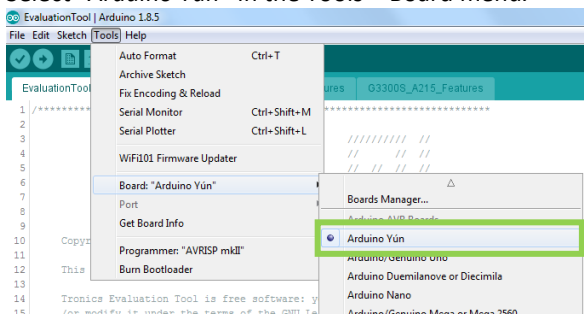 Select "Arduino Yún" in the Tools – Board menu.
EvaluationTool | Arduino 1.8.5
File Edit Sketch Tools Help
EvaluationTool
ures
G3300S_A215_Features
Auto Format Ctrl+T
Archive Sketch
Fix Encoding & Reload
Serial Monitor Ctrl+Shift+M
Serial Plotter Ctrl+Shift+L
WiFi101 Firmware Updater
Board: "Arduino Yún"
Port
Get Board Info
Programmer: "AVRISP mkII"
Burn Bootloader
Boards Manager...
Arduino AVR Boards
Arduino Yún
Arduino/Genuino Uno
Arduino Duemilanove or Diecimila
Arduino Nano
Arduino/Genuino Mega or Mega 2560
1 /*********
2
3 ////////// //
4 // // //
5 // // // //
6
7
8
9
10 Copyr
11
12 This
13
14 Tronics Evaluation Tool is free software: y
15 /or modify it under the terms of the GNU Le